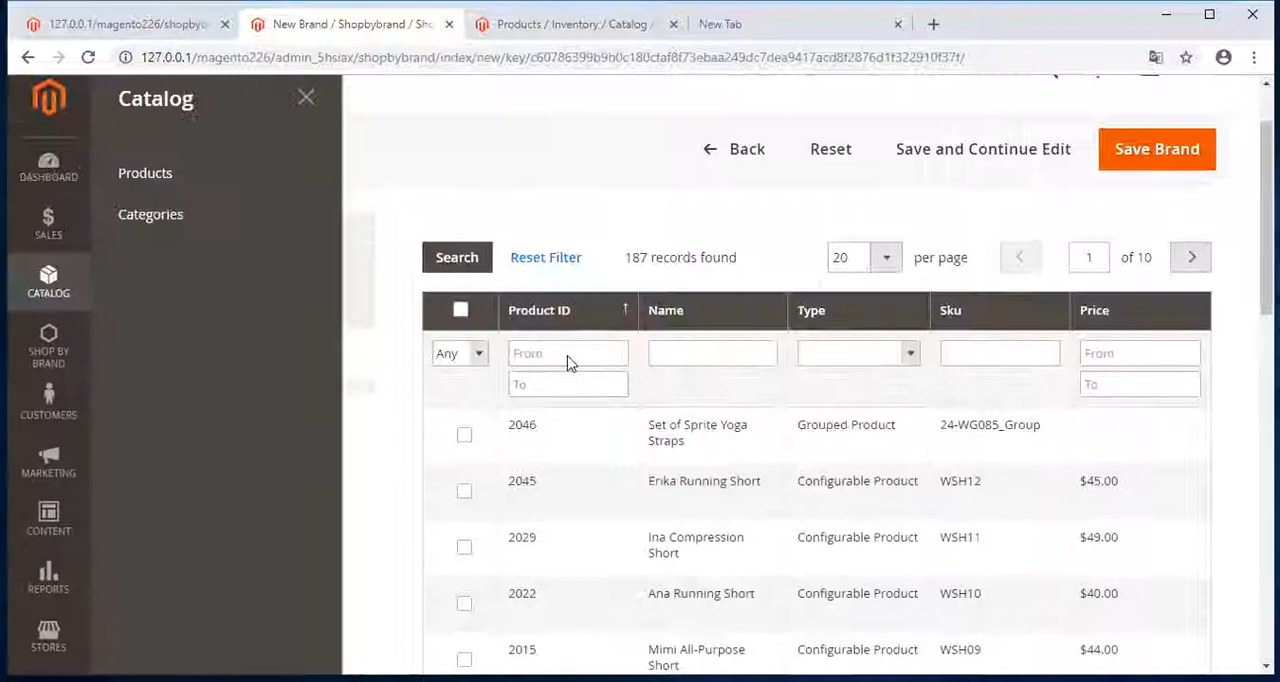 127.0.0.1/magento226/shopby
New Brand / Shopbybrand / Sho
Products / Inventory / Catalog /
New Tab
127.0.0.1/magento226/admin_5hsiax/shopbybrand/index/new/key/c60786399b9b0c180cfaf8f73ebaa249dc7dea9417acd8f2876d1f322910f37f/
Catalog
Products
Categories
DASHBOARD
SALES
CATALOG
SHOP BY
BRAND
CUSTOMERS
MARKETING
CONTENT
REPORTS
STORES
Back
Reset
Save and Continue Edit
Save Brand
Search
Reset Filter
187 records found
20
per page
1
of 10
Product ID
Name
Type
Sku
Price
Any
From
From
To
To
2046
Set of Sprite Yoga
Straps
Grouped Product
24-WG085_Group
2045
Erika Running Short
Configurable Product
WSH12
$45.00
2029
Ina Compression
Short
Configurable Product
WSH11
$49.00
2022
Ana Running Short
Configurable Product
WSH10
$40.00
2015
Mimi All-Purpose
Short
Configurable Product
WSH09
$44.00